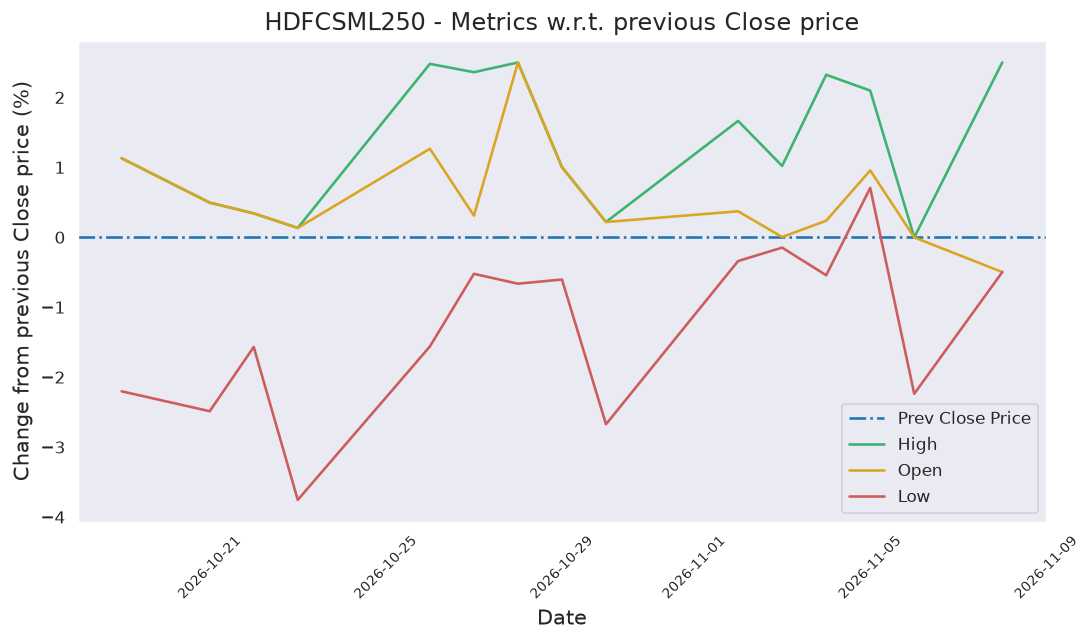 HDFCSML250 - Metrics w.r.t. previous Close price
Change from previous Close price (%)
2
1
0
−1
−2
−3
−4
Prev Close Price
High
Open
Low
2026-10-21
2026-10-25
2026-10-29
2026-11-01
2026-11-05
2026-11-09
Date